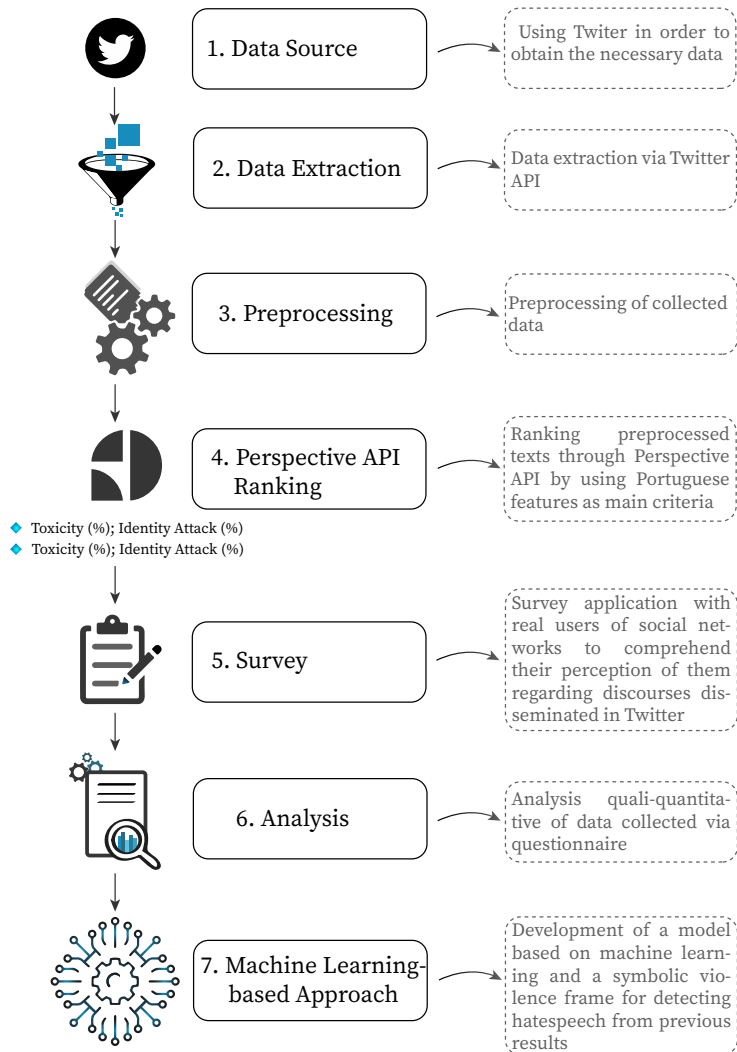 1. Data Source
Using Twiter in order to
obtain the necessary data
2. Data Extraction
Data extraction via Twitter
API
3. Preprocessing
Preprocessing of collected
data
4. Perspective API
Ranking
Ranking preprocessed
texts through Perspective
API by using Portuguese
features as main criteria
Toxicity (%); Identity Attack (%)
Toxicity (%); Identity Attack (%)
5. Survey
Survey application with
real users of social net-
works to comprehend
their perception of them
regarding discourses dis-
seminated in Twitter
6. Analysis
Analysis quali-quantita-
tive of data collected via
questionnaire
7. Machine Learning-
based Approach
Development of a model
based on machine learn-
ing and a symbolic vio-
lence frame for detecting
hatespeech from previous
results